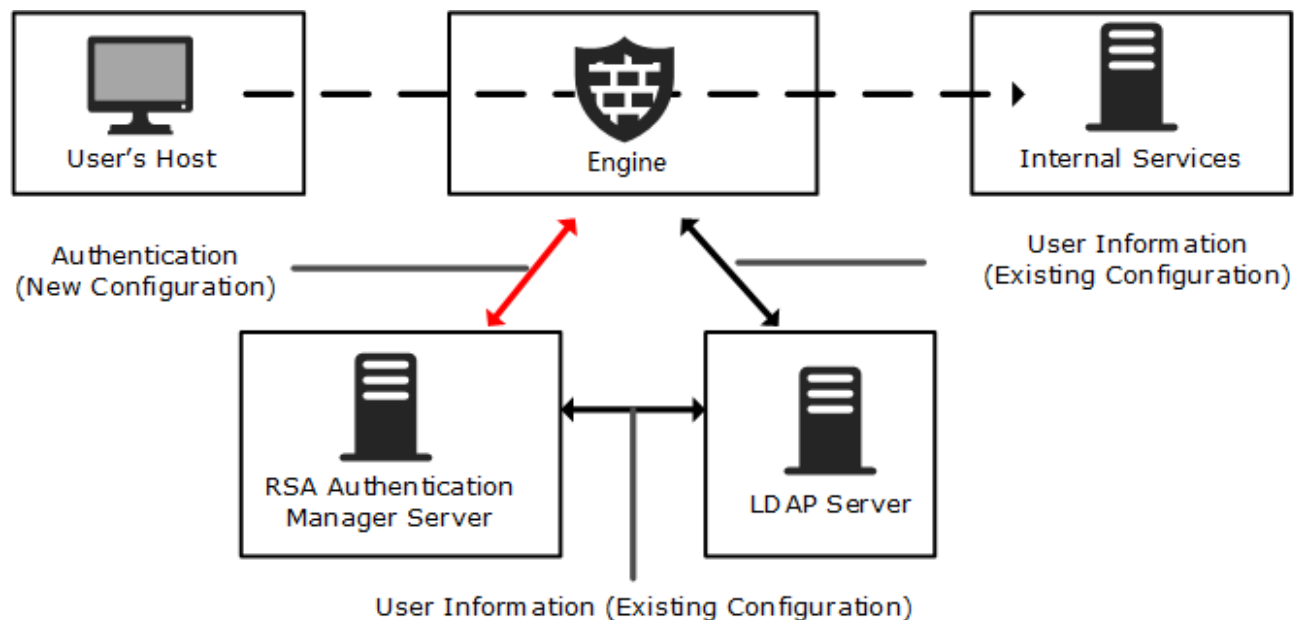 User's Host
Engine
Internal Services
Authentication
(New Configuration)
User Information
(Existing Configuration)
RSA Authentication
Manager Server
LDAP Server
User Information (Existing Configuration)